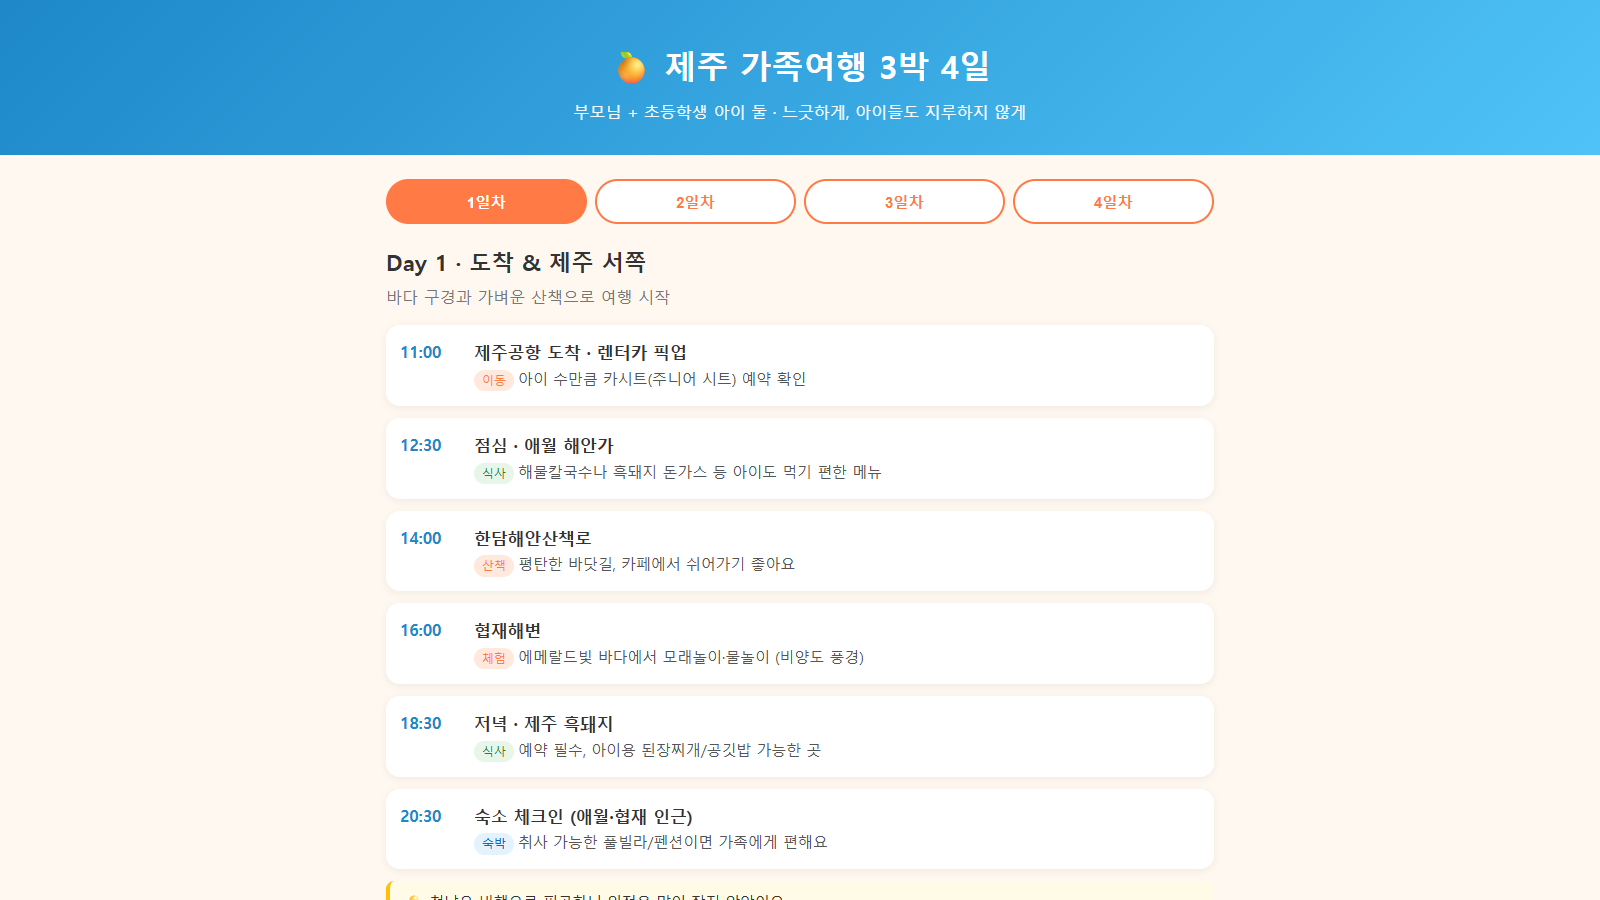 🍊 제주 가족여행 3박 4일
부모님 + 초등학생 아이 둘 · 느긋하게, 아이들도 지루하지 않게
1일차
2일차
3일차
4일차
Day 1 · 도착 & 제주 서쪽
바다 구경과 가벼운 산책으로 여행 시작
11:00
제주공항 도착 · 렌터카 픽업
이동 아이 수만큼 카시트(주니어 시트) 예약 확인
12:30
점심 · 애월 해안가
식사 해물칼국수나 흑돼지 돈가스 등 아이도 먹기 편한 메뉴
14:00
한담해안산책로
산책 평탄한 바닷길, 카페에서 쉬어가기 좋아요
16:00
협재해변
체험 에메랄드빛 바다에서 모래놀이·물놀이 (비양도 풍경)
18:30
저녁 · 제주 흑돼지
식사 예약 필수, 아이용 된장찌개/공깃밥 가능한 곳
20:30
숙소 체크인 (애월·협재 인근)
숙박 취사 가능한 풀빌라/펜션이면 가족에게 편해요